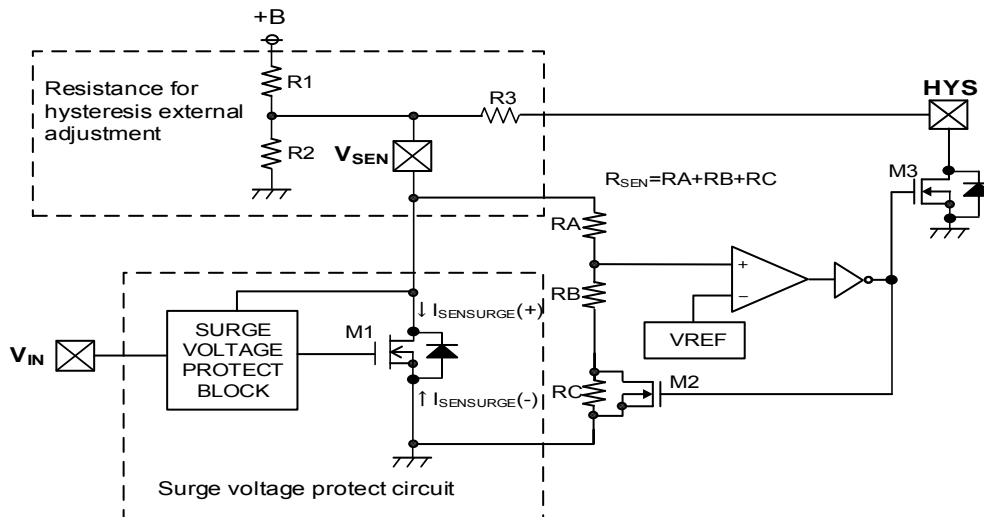 +B
Resistance for
hysteresis external
adjustment
R1
R2
R3
HYS
VSEN
M3
RSEN=RA+RB+RC
RA
+
−
RB
VREF
↓ ISENSURGE(+)
M1
SURGE
VOLTAGE
PROTECT
BLOCK
VIN
↑ ISENSURGE(-)
RC
M2
Surge voltage protect circuit